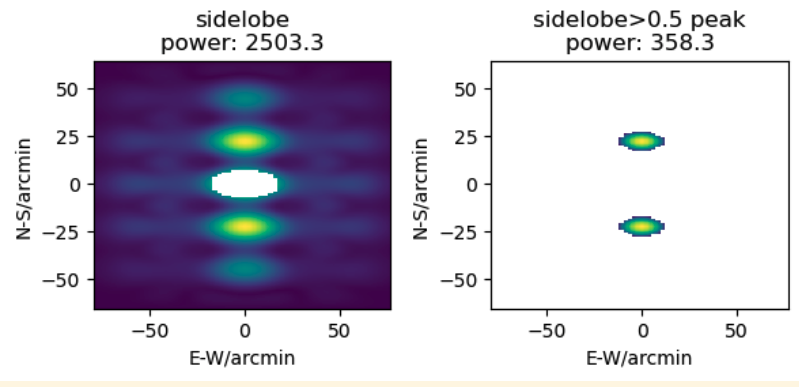 sidelobe
power: 2503.3
50
25
0
−25
−50
N-S/arcmin
−50 0 50
E-W/arcmin
sidelobe>0.5 peak
power: 358.3
50
25
0
−25
−50
N-S/arcmin
−50 0 50
E-W/arcmin